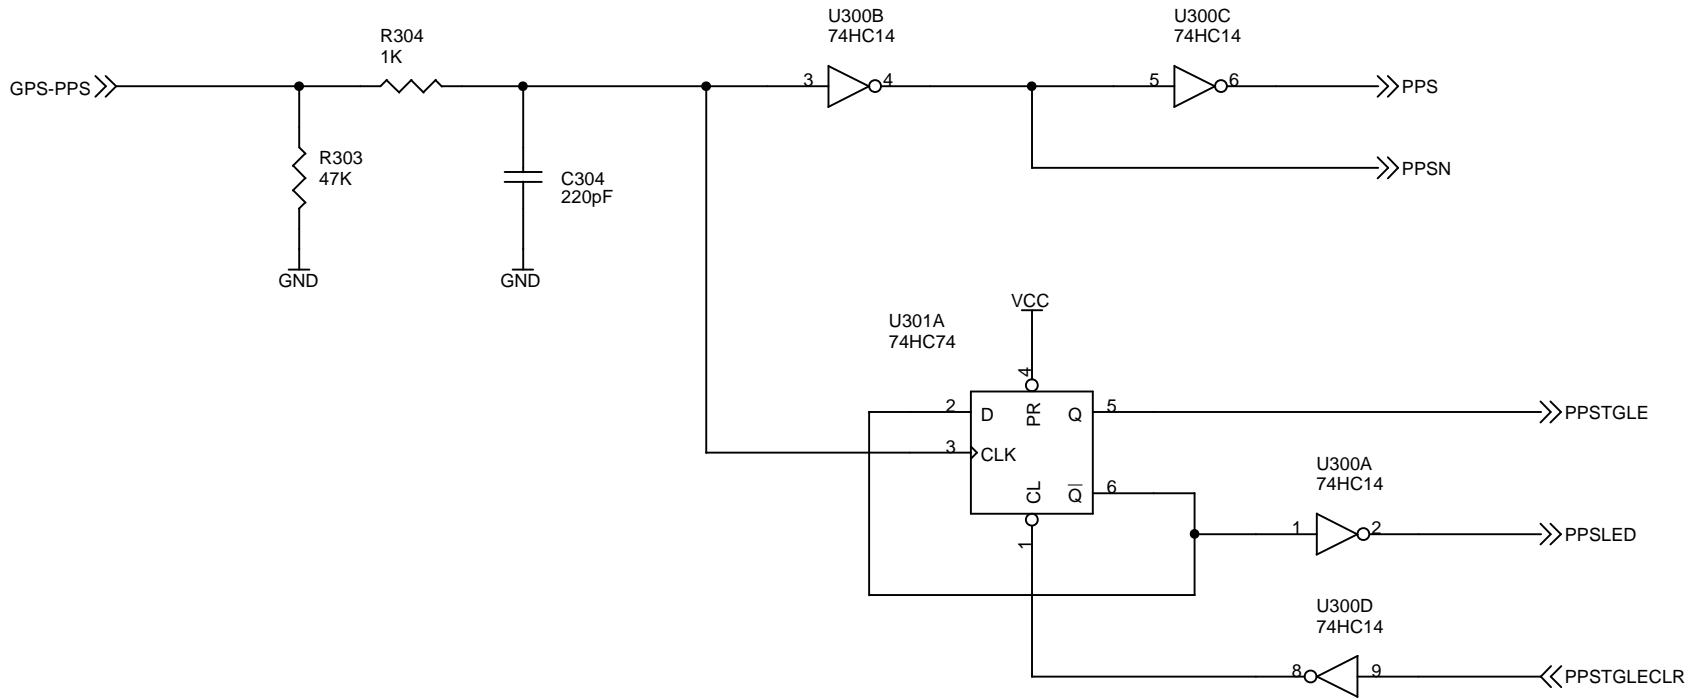 U300B
74HC14
U300C
74HC14
R304
1K
GPS-PPS
3
4
5
6
PPS
R303
47K
C304
220pF
PPSN
GND
GND
VCC
U301A
74HC74
4
2
D
PR
Q
5
PPSTGLE
3
CLK
CL
Q̅
6
U300A
74HC14
1
1
2
PPSLED
U300D
74HC14
8
9
PPSTGLECLR